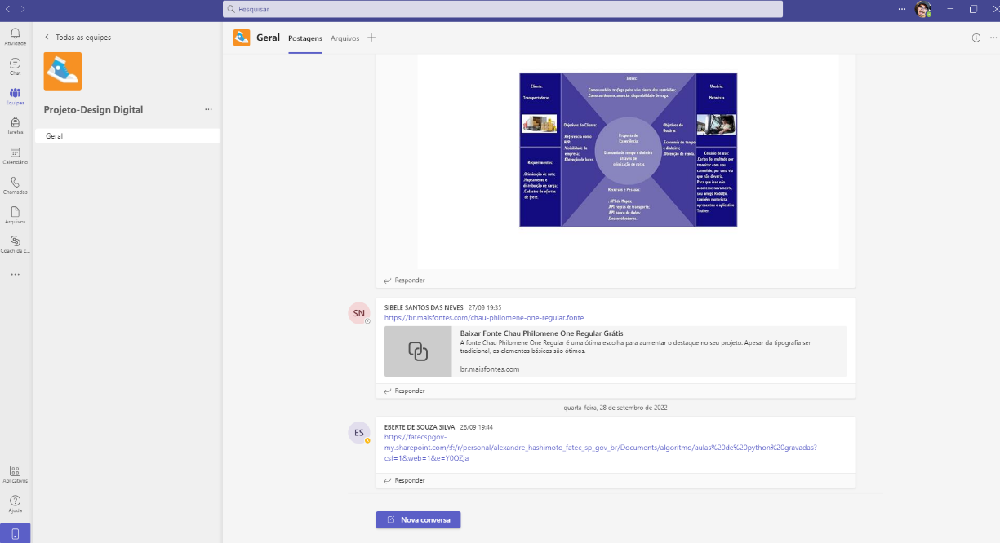 Pesquisar
Atividade
Chat
Equipes
Tarefas
Calendário
Chamadas
Arquivos
Coach de c...
Aplicativos
Ajuda
Todas as equipes
Projeto-Design Digital
Geral
Geral
Postagens
Arquivos
Cliente:
Transportadoras.
Requerimentos:
.Otimização de rota;
.Mapeamento e
distribuição de carga;
.Cadastro de ofertas
de frete.
.Como usuário, trafego pelas vias ciente das restrições;
.Como autônomo, anunciar disponibilidade de vaga.
Objetivos do Cliente:
.Referencia como
APP;
.Visibilidade da
empresa;
.Obtenção de lucro.
Proposta de
Experiência:
Economia de tempo e dinheiro
através da
otimização de rotas.
Objetivos do
Usuário:
.Economia de tempo
e dinheiro;
.Obtenção de renda.
Recursos e Pessoas:
. API do Mapas;
.API regras de transporte;
.API banco de dados;
.Desenvolvedores.
Usuário:
Motorista
Cenário de uso:
.Carlos foi multado por
transitar com seu
caminhão, por uma via
que não deveria.
Para que isso não
ocorresse novamente,
seu amigo Rodolfo,
também motorista,
apresentou o aplicativo
Responder
SN
SIBELE SANTOS DAS NEVES 27/09 19:35
https://br.maisfontes.com/chau-philomene-one-regular.fonte
Baixar Fonte Chau Philomene One Regular Grátis
A fonte Chau Philomene One Regular é uma ótima escolha para aumentar o destaque no seu projeto. Apesar da tipografia ser
tradicional, os elementos básicos são ótimos.
br.maisfontes.com
Responder
quarta-feira, 28 de setembro de 2022
ES
EBERTE DE SOUZA SILVA 28/09 19:44
https://fatecspgov-
my.sharepoint.com/:f:/r/personal/alexandre_hashimoto_fatec_sp_gov_br/Documents/algoritmo/aulas%20de%20python%20gravadas?
csf=1&web=1&e=Y0QZja
Responder
Nova conversa